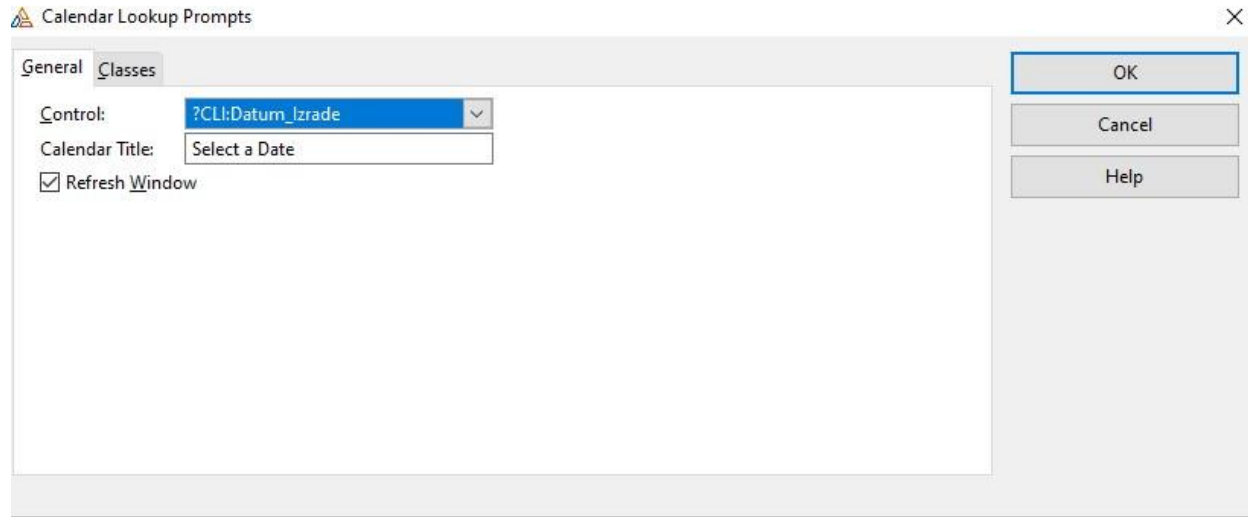 Calendar Lookup Prompts
General Classes
OK
Control: ?CLI:Datum_Izrade
Cancel
Calendar Title: Select a Date
Refresh Window
Help